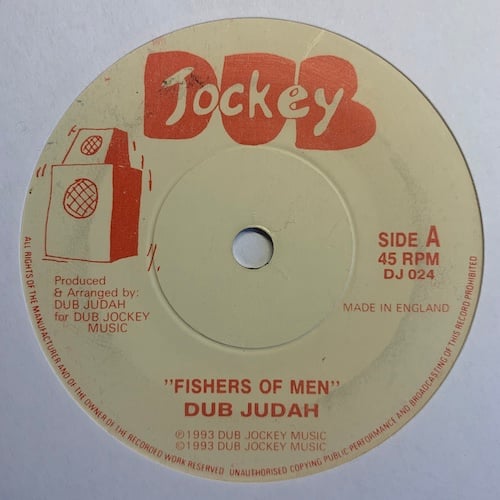 DUB
Jockey
SIDE A
45 RPM
DJ 024
Produced
& Arranged by:
DUB JUDAH
for DUB JOCKEY
MUSIC
MADE IN ENGLAND
"FISHERS OF MEN"
DUB JUDAH
℗1993 DUB JOCKEY MUSIC
©1993 DUB JOCKEY MUSIC
ALL RIGHTS OF THE MANUFACTURER AND OF THE OWNER OF THE RECORDED WORK RESERVED UNAUTHORISED COPYING PUBLIC PERFORMANCE AND BROADCASTING OF THIS RECORD PROHIBITED